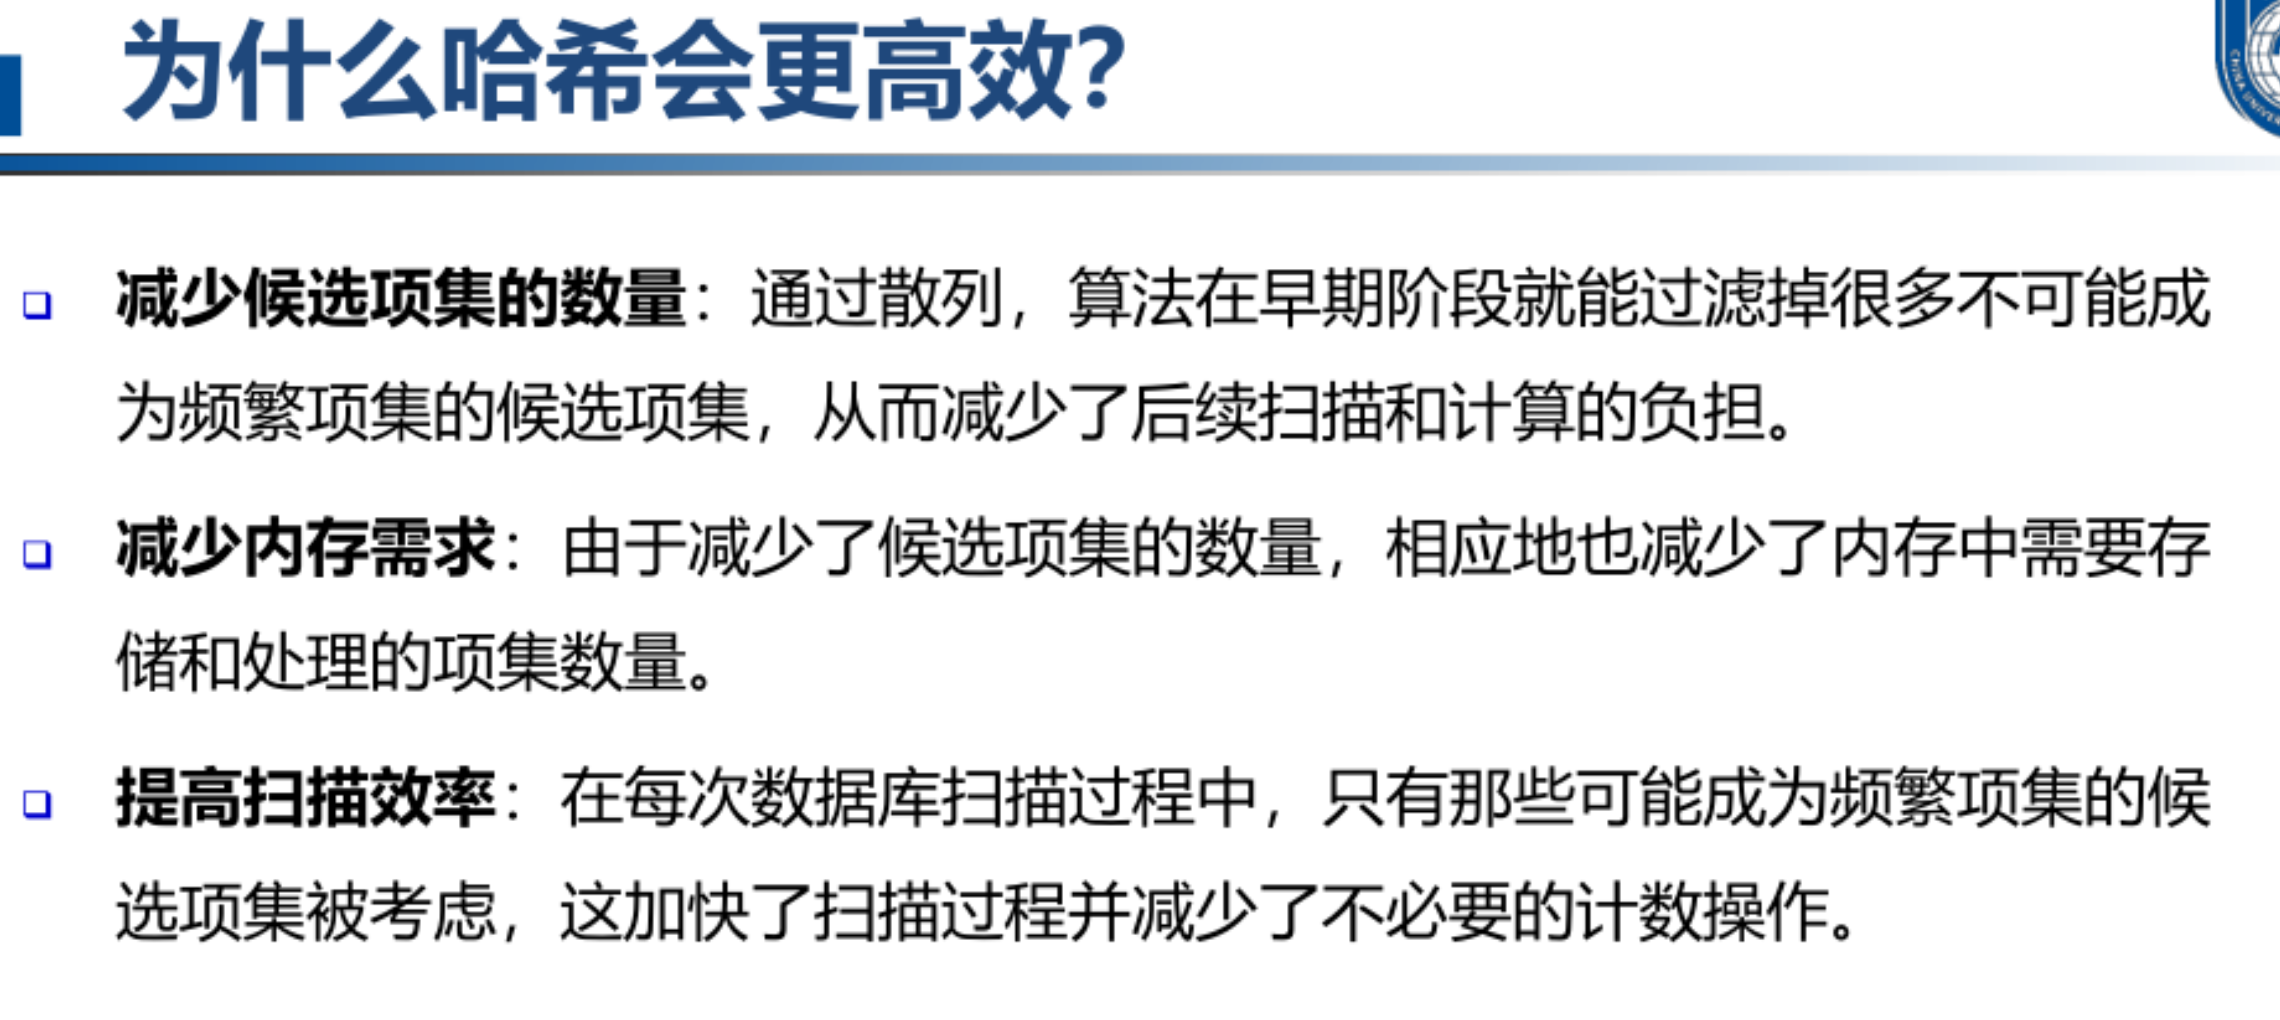 为什么哈希会更高效？
减少候选项集的数量：通过散列，算法在早期阶段就能过滤掉很多不可能成
为频繁项集的候选项集，从而减少了后续扫描和计算的负担。
减少内存需求：由于减少了候选项集的数量，相应地也减少了内存中需要存
储和处理的项集数量。
提高扫描效率：在每次数据库扫描过程中，只有那些可能成为频繁项集的候
选项集被考虑，这加快了扫描过程并减少了不必要的计数操作。